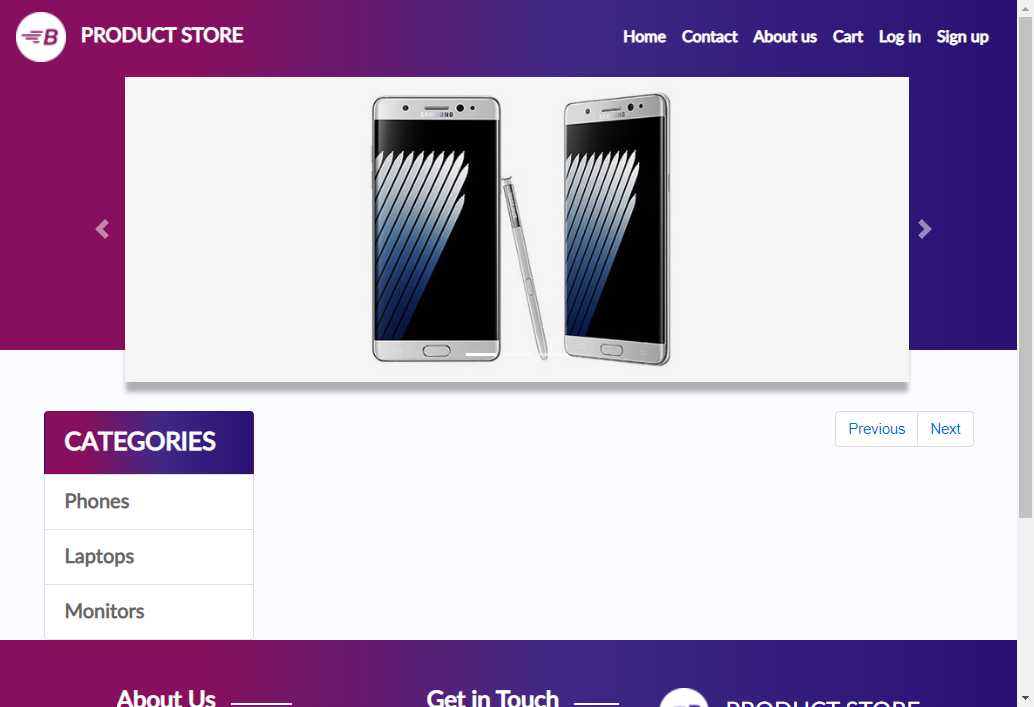 B PRODUCT STORE
Home Contact About us Cart Log in Sign up
SAMSUNG SAMSUNG
CATEGORIES
Previous Next
Phones
Laptops
Monitors
About Us
Get in Touch
PRODUCT STORE